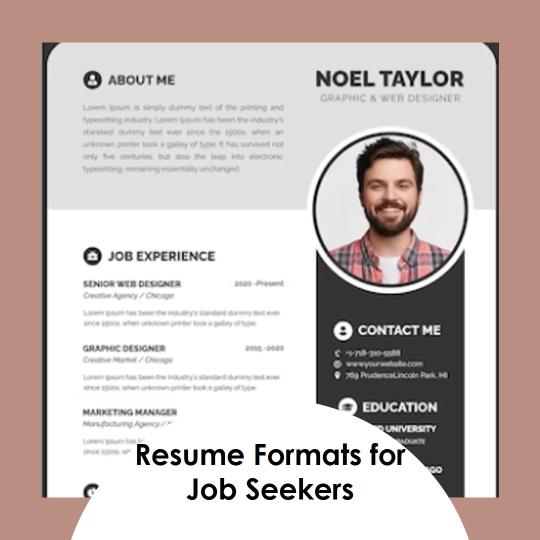 ABOUT ME
Lorem Ipsum is simply dummy text of the printing and
typesetting industry. Lorem Ipsum has been the industry's
standard dummy text ever since the 1500s, when an
unknown printer took a galley of type. It has survived not
only five centuries, but also the leap into electronic
typesetting, remaining essentially unchanged.
NOEL TAYLOR
GRAPHIC & WEB DESIGNER
JOB EXPERIENCE
SENIOR WEB DESIGNER 2020 -Present
Creative Agency / Chicago
Lorem Ipsum has been the industry's standard dummy text ever
since the 1500s, when unknown printer took a galley of type.
GRAPHIC DESIGNER 2015 -2020
Creative Market / Chicago
Lorem Ipsum has been the industry's standard dummy text ever
since the 1500s, when unknown printer took a galley of type.
MARKETING MANAGER
Manufacturing Agency /
Lorem Ipsum has
since the 1500s, w
CONTACT ME
+1-718-310-5588
www.yourwebsite.com
769 PrudenceLincoln Park, MI
EDUCATION
UNIVERSITY
Resume Formats for
Job Seekers